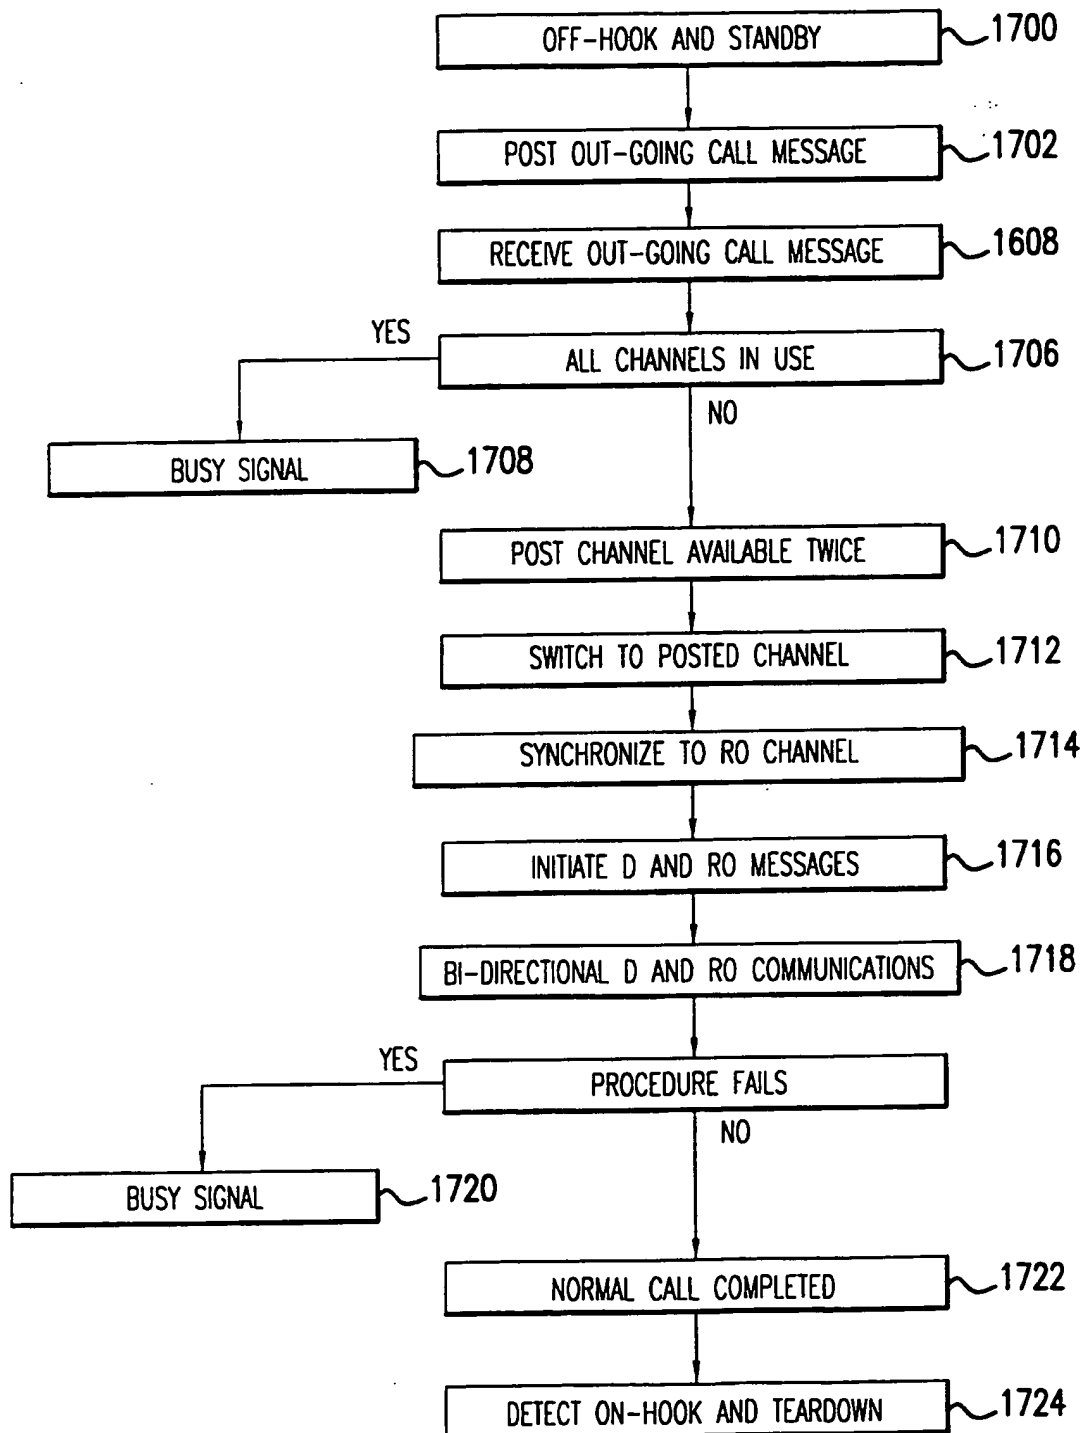 OFF-HOOK AND STANDBY 1700
POST OUT-GOING CALL MESSAGE 1702
RECEIVE OUT-GOING CALL MESSAGE 1608
YES
ALL CHANNELS IN USE 1706
NO
BUSY SIGNAL 1708
POST CHANNEL AVAILABLE TWICE 1710
SWITCH TO POSTED CHANNEL 1712
SYNCHRONIZE TO RO CHANNEL 1714
INITIATE D AND RO MESSAGES 1716
BI-DIRECTIONAL D AND RO COMMUNICATIONS 1718
YES
PROCEDURE FAILS
NO
BUSY SIGNAL 1720
NORMAL CALL COMPLETED 1722
DETECT ON-HOOK AND TEARDOWN 1724